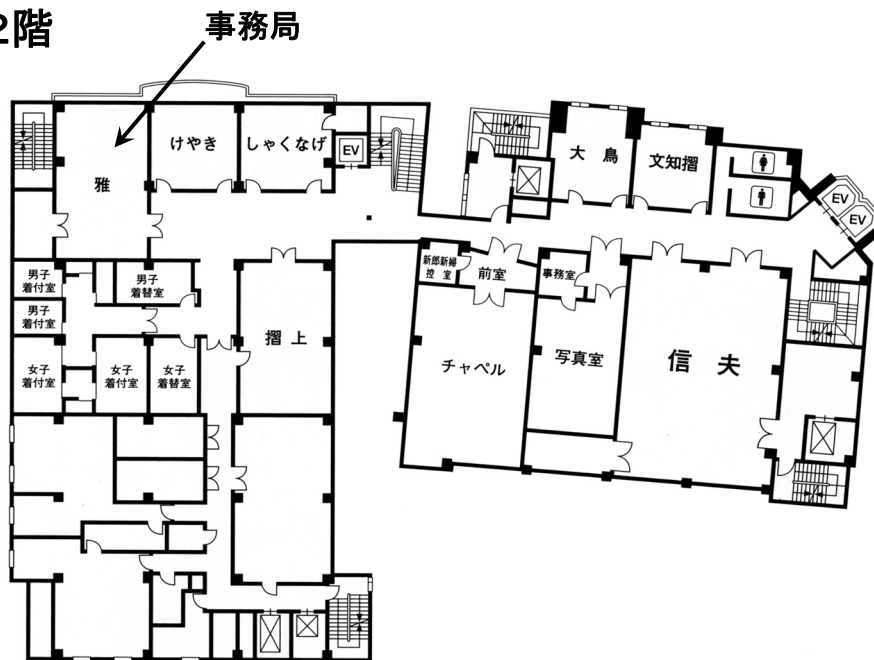 2階
事務局
けやき
しゃくなげ
EV
雅
大鳥
文知摺
EV
EV
男子
着付室
男子
着替室
男子
着付室
女子
着付室
女子
着付室
女子
着替室
摺上
新郎新婦
控室
前室
事務室
チャペル
写真室
信夫